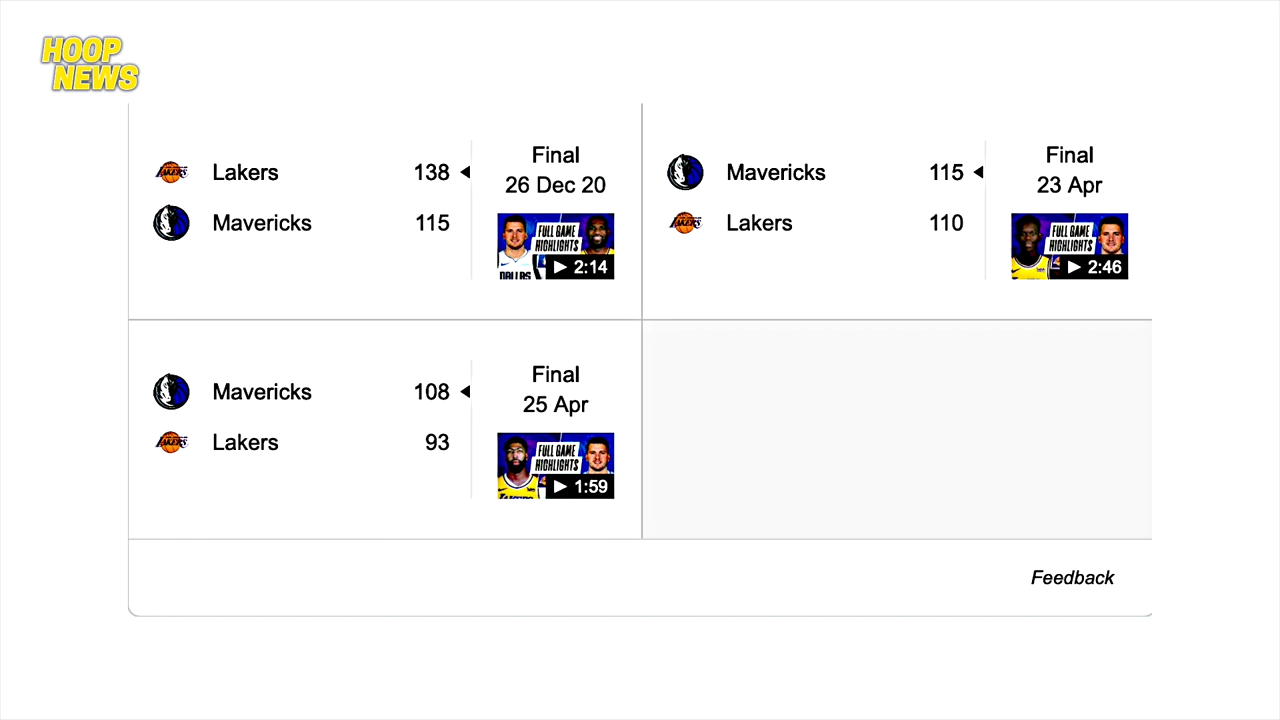 HOOP
NEWS
Lakers 138
Mavericks 115
Final
26 Dec 20
FULL GAME
HIGHLIGHTS
2:14
Mavericks 115
Lakers 110
Final
23 Apr
FULL GAME
HIGHLIGHTS
2:46
Mavericks 108
Lakers 93
Final
25 Apr
FULL GAME
HIGHLIGHTS
1:59
Feedback